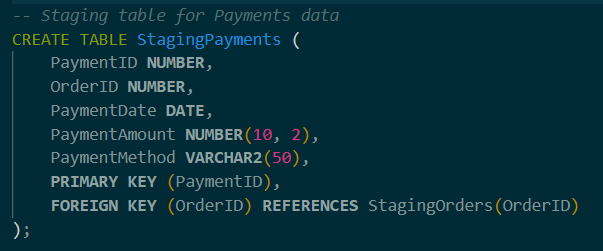 -- Staging table for Payments data
CREATE TABLE StagingPayments (
    PaymentID NUMBER,
    OrderID NUMBER,
    PaymentDate DATE,
    PaymentAmount NUMBER(10, 2),
    PaymentMethod VARCHAR2(50),
    PRIMARY KEY (PaymentID),
    FOREIGN KEY (OrderID) REFERENCES StagingOrders(OrderID)
);